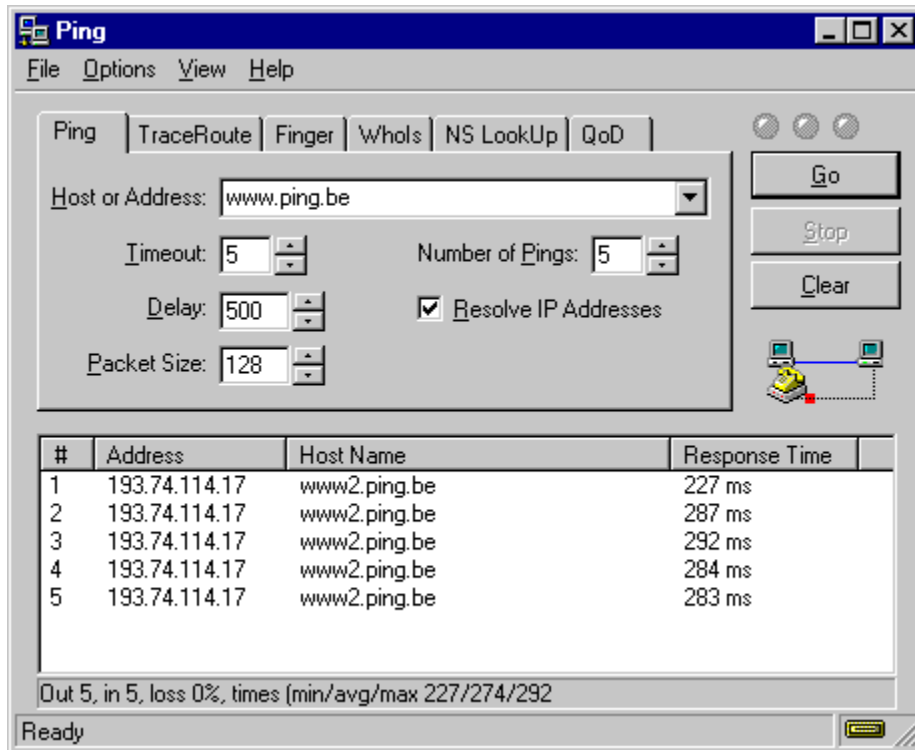 Ping
File Options View Help
Ping TraceRoute Finger WhoIs NS LookUp QoD
Go
Host or Address: www.ping.be
Stop
Timeout: 5 Number of Pings: 5
Clear
Delay: 500 Resolve IP Addresses
Packet Size: 128
# Address Host Name Response Time
1 193.74.114.17 www2.ping.be 227 ms
2 193.74.114.17 www2.ping.be 287 ms
3 193.74.114.17 www2.ping.be 292 ms
4 193.74.114.17 www2.ping.be 284 ms
5 193.74.114.17 www2.ping.be 283 ms
Out 5, in 5, loss 0%, times (min/avg/max 227/274/292
Ready